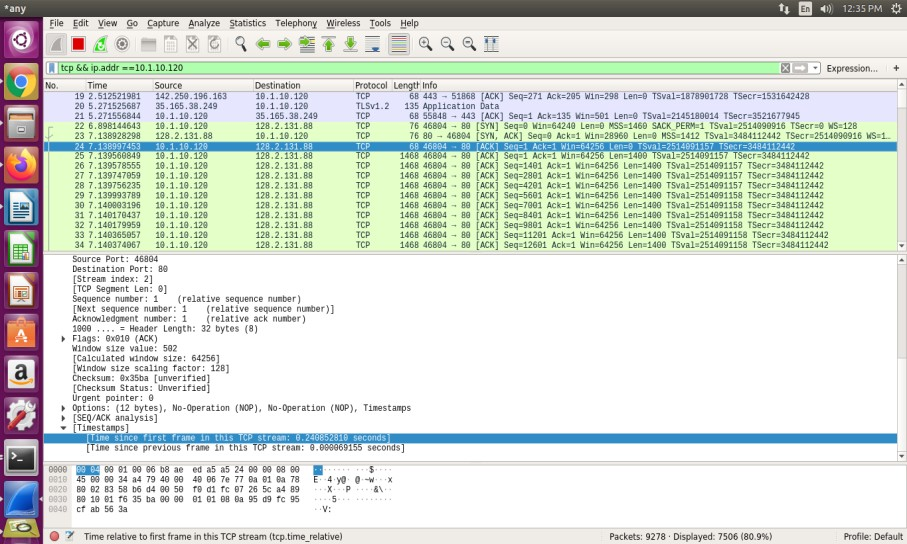 *any
En
12:35 PM
File Edit View Go Capture Analyze Statistics Telephony Wireless Tools Help
tcp && ip.addr ==10.1.10.120
Expression... +
No. Time Source Destination Protocol Length Info
19 2.512521981 142.250.196.163 10.1.10.120 TCP 68 443 → 51868 [ACK] Seq=271 Ack=205 Win=298 Len=0 TSval=1878901728 TSecr=1531642428
20 5.271525687 35.165.38.249 10.1.10.120 TLSv1.2 135 Application Data
21 5.271556844 10.1.10.120 35.165.38.249 TCP 68 55848 → 443 [ACK] Seq=1 Ack=135 Win=501 Len=0 TSval=2145180014 TSecr=3521677945
22 6.898144643 10.1.10.120 128.2.131.88 TCP 76 46804 → 80 [SYN] Seq=0 Win=64240 Len=0 MSS=1460 SACK_PERM=1 TSval=2514090916 TSecr=0 WS=128
23 7.138928298 128.2.131.88 10.1.10.120 TCP 76 80 → 46804 [SYN, ACK] Seq=0 Ack=1 Win=28960 Len=0 MSS=1412 TSval=3484112442 TSecr=2514090916 WS=1...
24 7.138997453 10.1.10.120 128.2.131.88 TCP 68 46804 → 80 [ACK] Seq=1 Ack=1 Win=64256 Len=0 TSval=2514091157 TSecr=3484112442
25 7.139560849 10.1.10.120 128.2.131.88 TCP 1468 46804 → 80 [ACK] Seq=1 Ack=1 Win=64256 Len=1400 TSval=2514091157 TSecr=3484112442
26 7.139578555 10.1.10.120 128.2.131.88 TCP 1468 46804 → 80 [ACK] Seq=1401 Ack=1 Win=64256 Len=1400 TSval=2514091157 TSecr=3484112442
27 7.139747059 10.1.10.120 128.2.131.88 TCP 1468 46804 → 80 [ACK] Seq=2801 Ack=1 Win=64256 Len=1400 TSval=2514091158 TSecr=3484112442
28 7.139756235 10.1.10.120 128.2.131.88 TCP 1468 46804 → 80 [ACK] Seq=4201 Ack=1 Win=64256 Len=1400 TSval=2514091158 TSecr=3484112442
29 7.139993789 10.1.10.120 128.2.131.88 TCP 1468 46804 → 80 [ACK] Seq=5601 Ack=1 Win=64256 Len=1400 TSval=2514091158 TSecr=3484112442
30 7.140003196 10.1.10.120 128.2.131.88 TCP 1468 46804 → 80 [ACK] Seq=7001 Ack=1 Win=64256 Len=1400 TSval=2514091158 TSecr=3484112442
31 7.140170437 10.1.10.120 128.2.131.88 TCP 1468 46804 → 80 [ACK] Seq=8401 Ack=1 Win=64256 Len=1400 TSval=2514091158 TSecr=3484112442
32 7.140179959 10.1.10.120 128.2.131.88 TCP 1468 46804 → 80 [ACK] Seq=9801 Ack=1 Win=64256 Len=1400 TSval=2514091158 TSecr=3484112442
33 7.140365057 10.1.10.120 128.2.131.88 TCP 1468 46804 → 80 [ACK] Seq=11201 Ack=1 Win=64256 Len=1400 TSval=2514091158 TSecr=3484112442
34 7.140374067 10.1.10.120 128.2.131.88 TCP 1468 46804 → 80 [ACK] Seq=12601 Ack=1 Win=64256 Len=1400 TSval=2514091158 TSecr=3484112442
Source Port: 46804
Destination Port: 80
[Stream index: 2]
[TCP Segment Len: 0]
Sequence number: 1 (relative sequence number)
[Next sequence number: 1 (relative sequence number)]
Acknowledgment number: 1 (relative ack number)
1000 .... = Header Length: 32 bytes (8)
Flags: 0x010 (ACK)
Window size value: 502
[Calculated window size: 64256]
[Window size scaling factor: 128]
Checksum: 0x35ba [unverified]
[Checksum Status: Unverified]
Urgent pointer: 0
Options: (12 bytes), No-Operation (NOP), No-Operation (NOP), Timestamps
[SEQ/ACK analysis]
[Timestamps]
[Time since first frame in this TCP stream: 0.240852810 seconds]
[Time since previous frame in this TCP stream: 0.000069155 seconds]
0000 00 04 00 01 00 06 b8 ae ed a5 a5 24 00 00 08 00 ········ ···$····
0010 45 00 00 34 a4 79 40 00 40 06 7e 77 0a 01 0a 78 E··4·y@· @·~w···x
0020 80 02 83 58 b6 d4 00 50 f0 d1 fc 07 26 5c a4 89 ···X···P ····&\··
0030 80 10 01 f6 35 ba 00 00 01 01 08 0a 95 d9 fc 95 ····5··· ········
0040 cf ab 56 3a ··V:
Time relative to first frame in this TCP stream (tcp.time_relative)
Packets: 9278 · Displayed: 7506 (80.9%)
Profile: Default